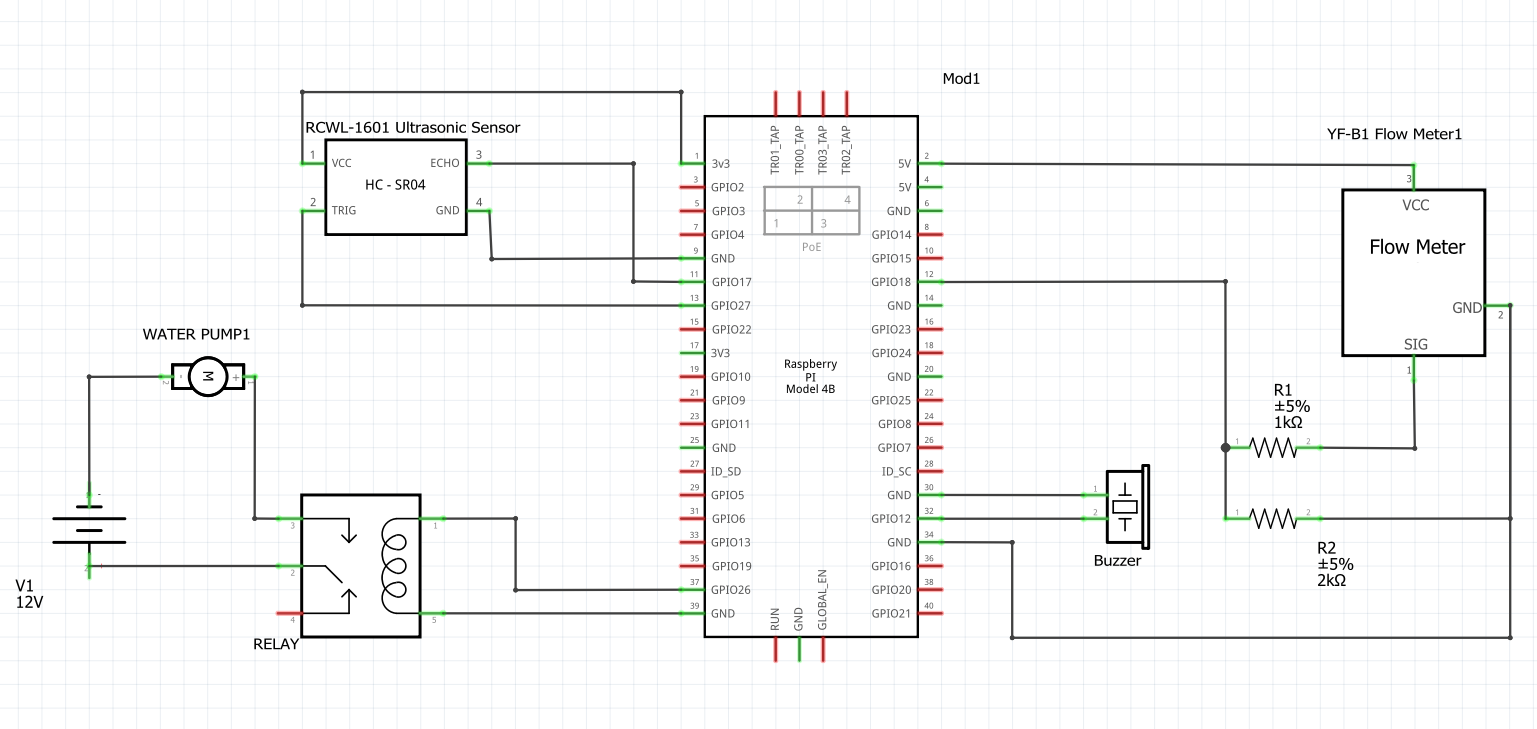 Mod1
RCWL-1601 Ultrasonic Sensor
1 VCC ECHO 3
HC - SR04
2 TRIG GND 4
TR01_TAP
TR00_TAP
TR03_TAP
TR02_TAP
2 4
1 3
PoE
1 3v3
3 GPIO2
5 GPIO3
7 GPIO4
9 GND
11 GPIO17
13 GPIO27
15 GPIO22
17 3V3
19 GPIO10
21 GPIO9
23 GPIO11
25 GND
27 ID_SD
29 GPIO5
31 GPIO6
33 GPIO13
35 GPIO19
37 GPIO26
39 GND
Raspberry
PI
Model 4B
5V 2
5V 4
GND 6
GPIO14 8
GPIO15 10
GPIO18 12
GND 14
GPIO23 16
GPIO24 18
GND 20
GPIO25 22
GPIO8 24
GPIO7 26
ID_SC 28
GND 30
GPIO12 32
GND 34
GPIO16 36
GPIO20 38
GPIO21 40
RUN
GND
GLOBAL_EN
YF-B1 Flow Meter1
3
VCC
Flow Meter
GND
2
SIG
1
R1
±5%
1kΩ
1 2
1 2
R2
±5%
2kΩ
1
2
Buzzer
WATER PUMP1
2 - M + 1
-
+
V1
12V
3 1
2
4 5
RELAY